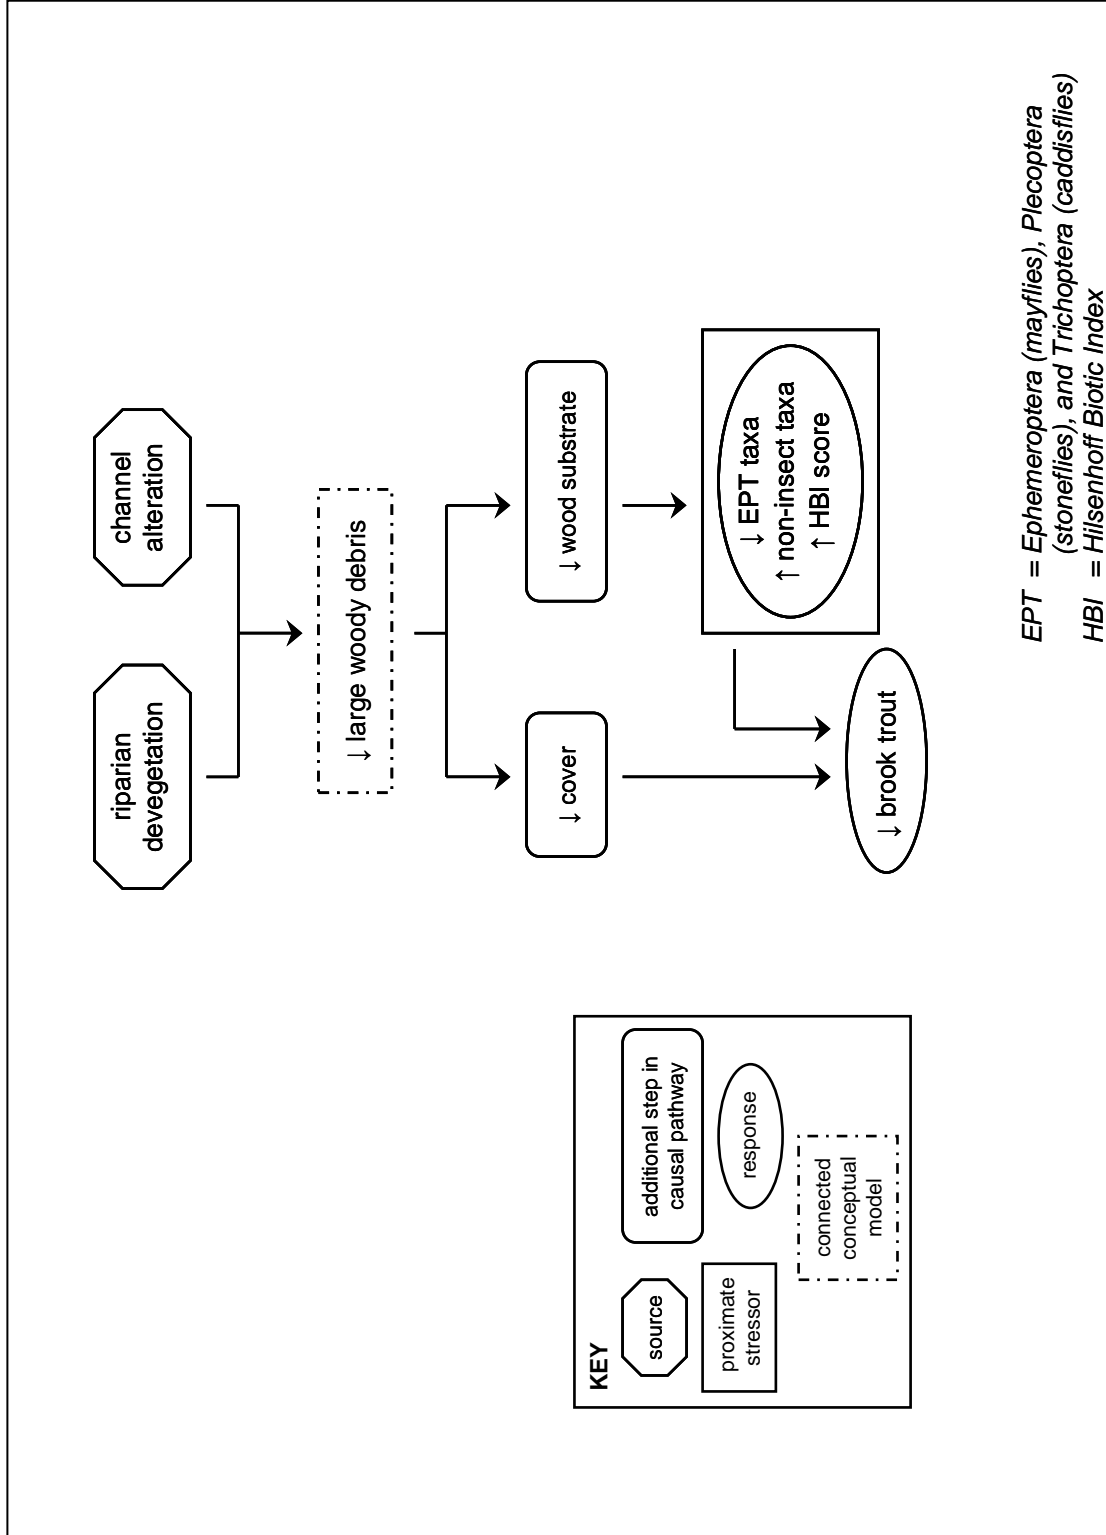 riparian
devegetation
channel
alteration
↓ large woody debris
↓ cover
↓ wood substrate
↓ EPT taxa
↑ non-insect taxa
↑ HBI score
↓ brook trout
KEY
source
additional step in
causal pathway
proximate
stressor
response
connected
conceptual
model
EPT = Ephemeroptera (mayflies), Plecoptera
(stoneflies), and Trichoptera (caddisflies)
HBI = Hilsenhoff Biotic Index